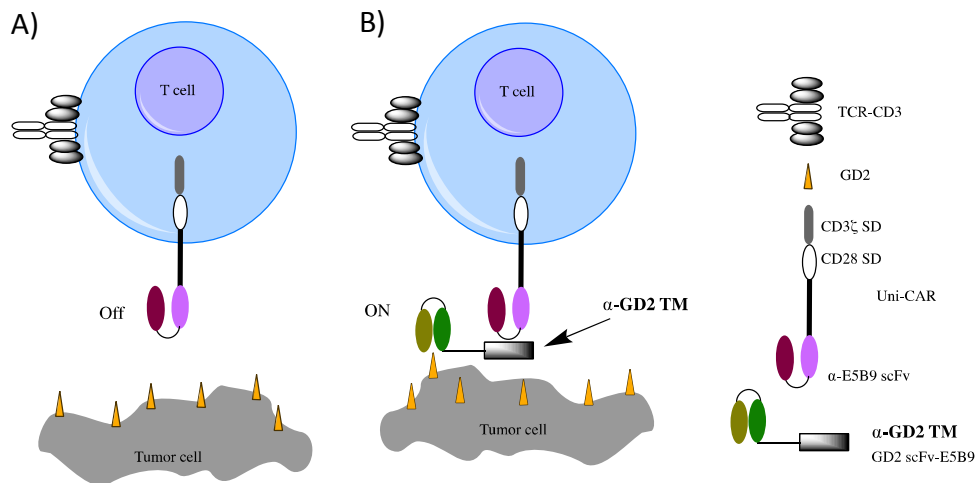 A)
T cell
Off
Tumor cell
B)
T cell
ON
α-GD2 TM
Tumor cell
TCR-CD3
GD2
CD3ζ SD
CD28 SD
Uni-CAR
α-E5B9 scFv
α-GD2 TM
GD2 scFv-E5B9